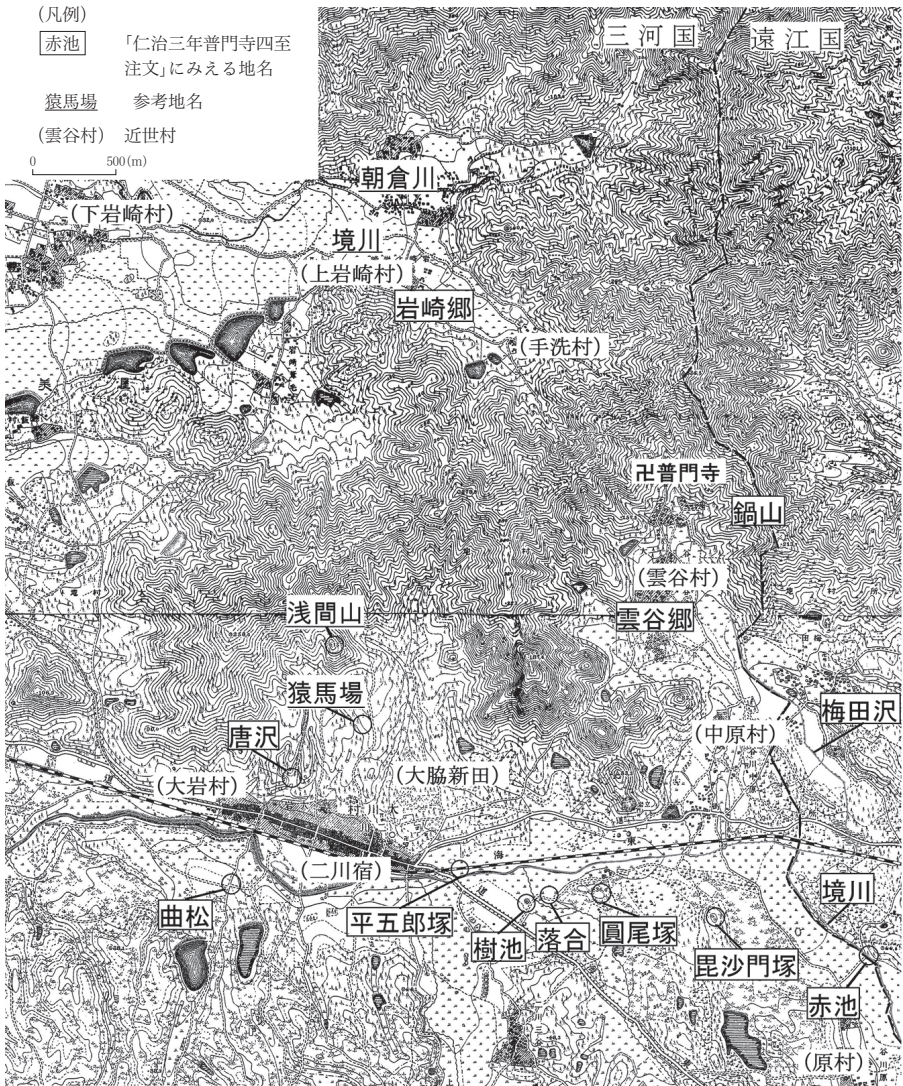 (凡例)
赤池 「仁治三年普門寺四至
注文」にみえる地名
猿馬場 参考地名
(雲谷村) 近世村
0 500(m)
三河国 遠江国
朝倉川
(下岩崎村)
境川
(上岩崎村)
岩崎郷
(手洗村)
卍普門寺
鍋山
(雲谷村)
雲谷郷
浅間山
猿馬場
梅田沢
唐沢
(中原村)
(大岩村)
(大脇新田)
東
海
道
(二川宿)
曲松
平五郎塚
樹池
落合
圓尾塚
毘沙門塚
境川
赤池
(原村)